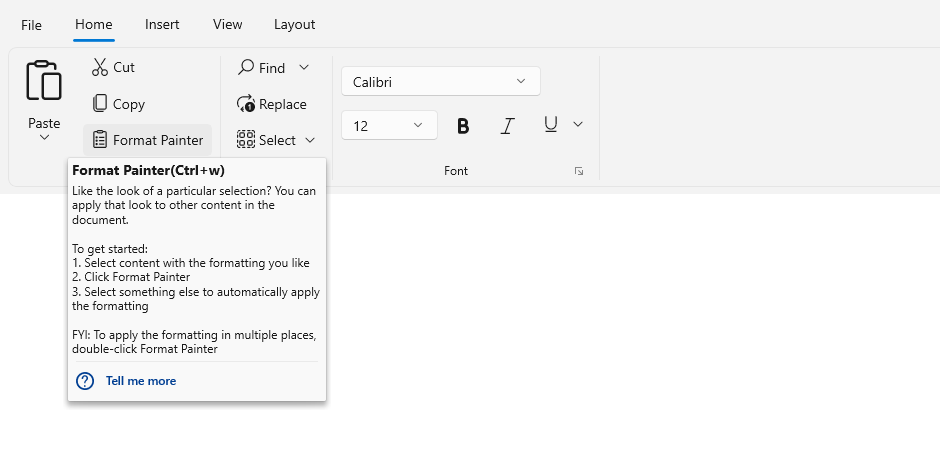 File Home Insert View Layout
Paste
Cut
Copy
Format Painter
Find
Replace
Select
Calibri
12
B I U
Font
Format Painter(Ctrl+w)
Like the look of a particular selection? You can
apply that look to other content in the
document.
To get started:
1. Select content with the formatting you like
2. Click Format Painter
3. Select something else to automatically apply
the formatting
FYI: To apply the formatting in multiple places,
double-click Format Painter
? Tell me more